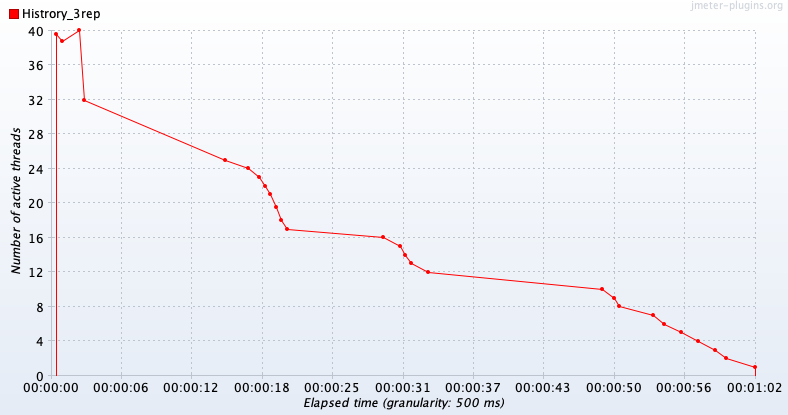 jmeter-plugins.org
Histrory_3rep
40
36
32
28
24
20
16
12
8
4
0
Number of active threads
00:00:00 00:00:06 00:00:12 00:00:18 00:00:25 00:00:31 00:00:37 00:00:43 00:00:50 00:00:56 00:01:02
Elapsed time (granularity: 500 ms)